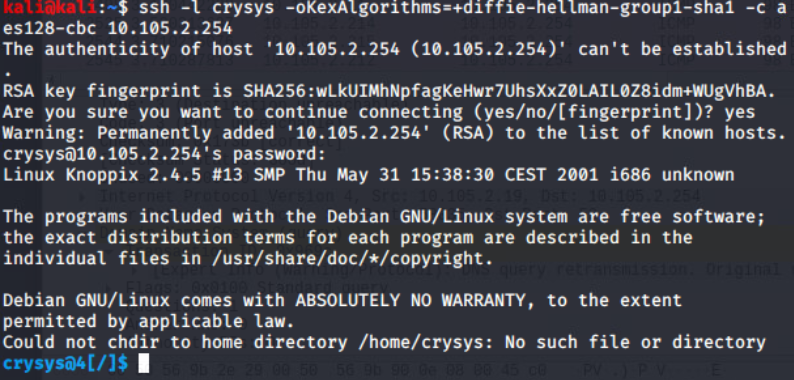 kali@kali:~$ ssh -l crysys -oKexAlgorithms=+diffie-hellman-group1-sha1 -c a
es128-cbc 10.105.2.254
The authenticity of host '10.105.2.254 (10.105.2.254)' can't be established
.
RSA key fingerprint is SHA256:wLkUIMhNpfagKeHwr7UhsXxZ0LAIL0Z8idm+WUgVhBA.
Are you sure you want to continue connecting (yes/no/[fingerprint])? yes
Warning: Permanently added '10.105.2.254' (RSA) to the list of known hosts.
crysys@10.105.2.254's password:
Linux Knoppix 2.4.5 #13 SMP Thu May 31 15:38:30 CEST 2001 i686 unknown
The programs included with the Debian GNU/Linux system are free software;
the exact distribution terms for each program are described in the
individual files in /usr/share/doc/*/copyright.
Debian GNU/Linux comes with ABSOLUTELY NO WARRANTY, to the extent
permitted by applicable law.
Could not chdir to home directory /home/crysys: No such file or directory
crysys@4[/]$